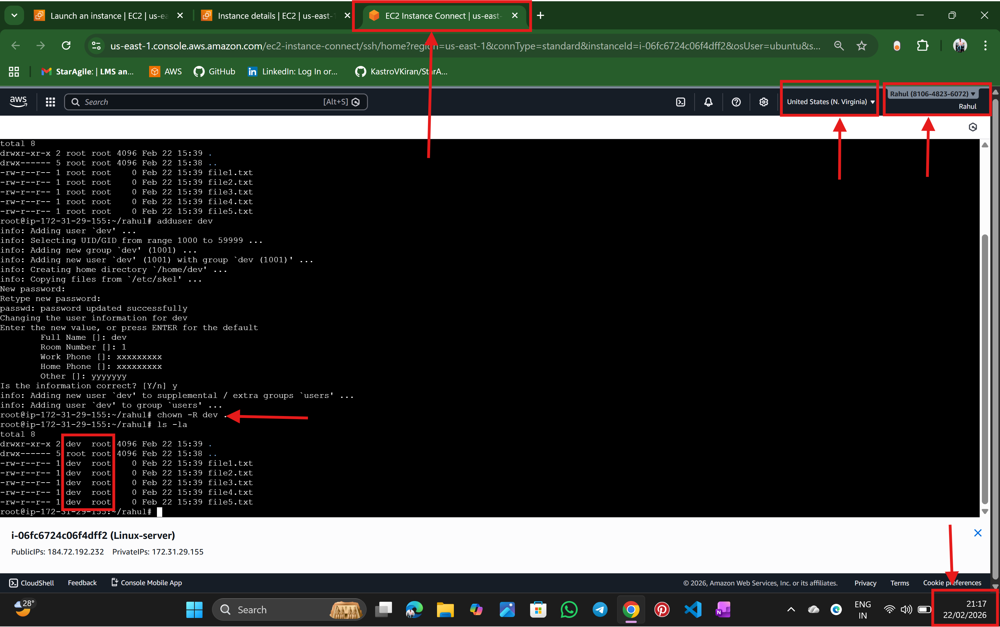 Launch an instance | EC2 | us-ea
Instance details | EC2 | us-east-1
EC2 Instance Connect | us-east-
us-east-1.console.aws.amazon.com/ec2-instance-connect/ssh/home?region=us-east-1&connType=standard&instanceId=i-06fc6724c06f4dff2&osUser=ubuntu&s...
StarAgile: | LMS an...
AWS
GitHub
LinkedIn: Log In or...
KastroVKiran/StarA...
aws
Search
[Alt+S]
United States (N. Virginia)
Rahul (8106-4823-6072)
Rahul
total 8
drwxr-xr-x 2 root root 4096 Feb 22 15:39 .
drwx------ 5 root root 4096 Feb 22 15:38 ..
-rw-r--r-- 1 root root    0 Feb 22 15:39 file1.txt
-rw-r--r-- 1 root root    0 Feb 22 15:39 file2.txt
-rw-r--r-- 1 root root    0 Feb 22 15:39 file3.txt
-rw-r--r-- 1 root root    0 Feb 22 15:39 file4.txt
-rw-r--r-- 1 root root    0 Feb 22 15:39 file5.txt
root@ip-172-31-29-155:~/rahul# adduser dev
info: Adding user `dev' ...
info: Selecting UID/GID from range 1000 to 59999 ...
info: Adding new group `dev' (1001) ...
info: Adding new user `dev' (1001) with group `dev (1001)' ...
info: Creating home directory `/home/dev' ...
info: Copying files from `/etc/skel' ...
New password:
Retype new password:
passwd: password updated successfully
Changing the user information for dev
Enter the new value, or press ENTER for the default
        Full Name []: dev
        Room Number []: 1
        Work Phone []: xxxxxxxxx
        Home Phone []: xxxxxxxxx
        Other []: yyyyyyy
Is the information correct? [Y/n] y
info: Adding new user `dev' to supplemental / extra groups `users' ...
info: Adding user `dev' to group `users' ...
root@ip-172-31-29-155:~/rahul# chown -R dev .
root@ip-172-31-29-155:~/rahul# ls -la
total 8
drwxr-xr-x 2 dev  root 4096 Feb 22 15:39 .
drwx------ 5 root root 4096 Feb 22 15:38 ..
-rw-r--r-- 1 dev  root    0 Feb 22 15:39 file1.txt
-rw-r--r-- 1 dev  root    0 Feb 22 15:39 file2.txt
-rw-r--r-- 1 dev  root    0 Feb 22 15:39 file3.txt
-rw-r--r-- 1 dev  root    0 Feb 22 15:39 file4.txt
-rw-r--r-- 1 dev  root    0 Feb 22 15:39 file5.txt
root@ip-172-31-29-155:~/rahul#
i-06fc6724c06f4dff2 (Linux-server)
PublicIPs: 184.72.192.232    PrivateIPs: 172.31.29.155
CloudShell
Feedback
Console Mobile App
© 2026, Amazon Web Services, Inc. or its affiliates.
Privacy
Terms
Cookie preferences
28°
Search
ENG
IN
21:17
22/02/2026